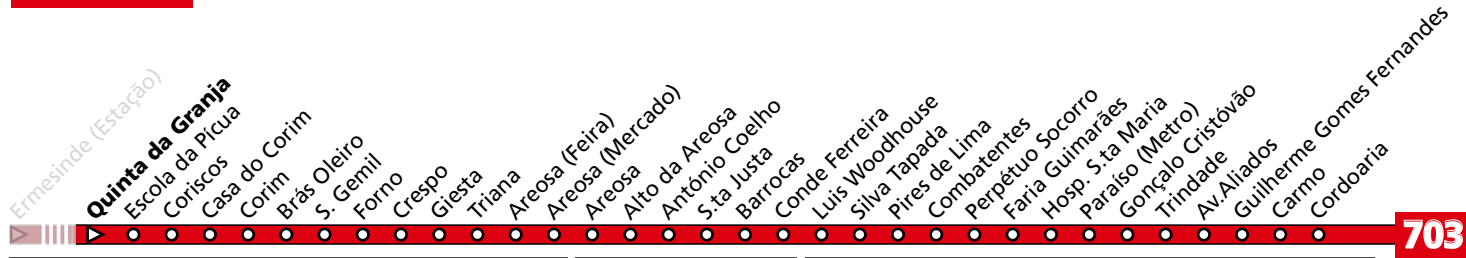 Ermesinde (Estação)
Quinta da Granja
Escola da Pícua
Coriscos
Casa do Corim
Corim
Brás Oleiro
S. Gemil
Forno
Crespo
Giesta
Triana
Areosa (Feira)
Areosa (Mercado)
Areosa
Alto da Areosa
António Coelho
S.ta Justa
Barrocas
Conde Ferreira
Luis Woodhouse
Silva Tapada
Pires de Lima
Combatentes
Perpétuo Socorro
Faria Guimarães
Hosp. S.ta Maria
Paraíso (Metro)
Gonçalo Cristóvão
Trindade
Av.Aliados
Guilherme Gomes Fernandes
Carmo
Cordoaria
703